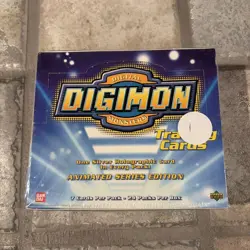 DIGITAL
DIGIMON
MONSTERS
Trading
Cards
One Silver Holographic Card
In Every Pack!
ANIMATED SERIES EDITION
7 Cards Per Pack • 24 Packs Per Box
BANDAI